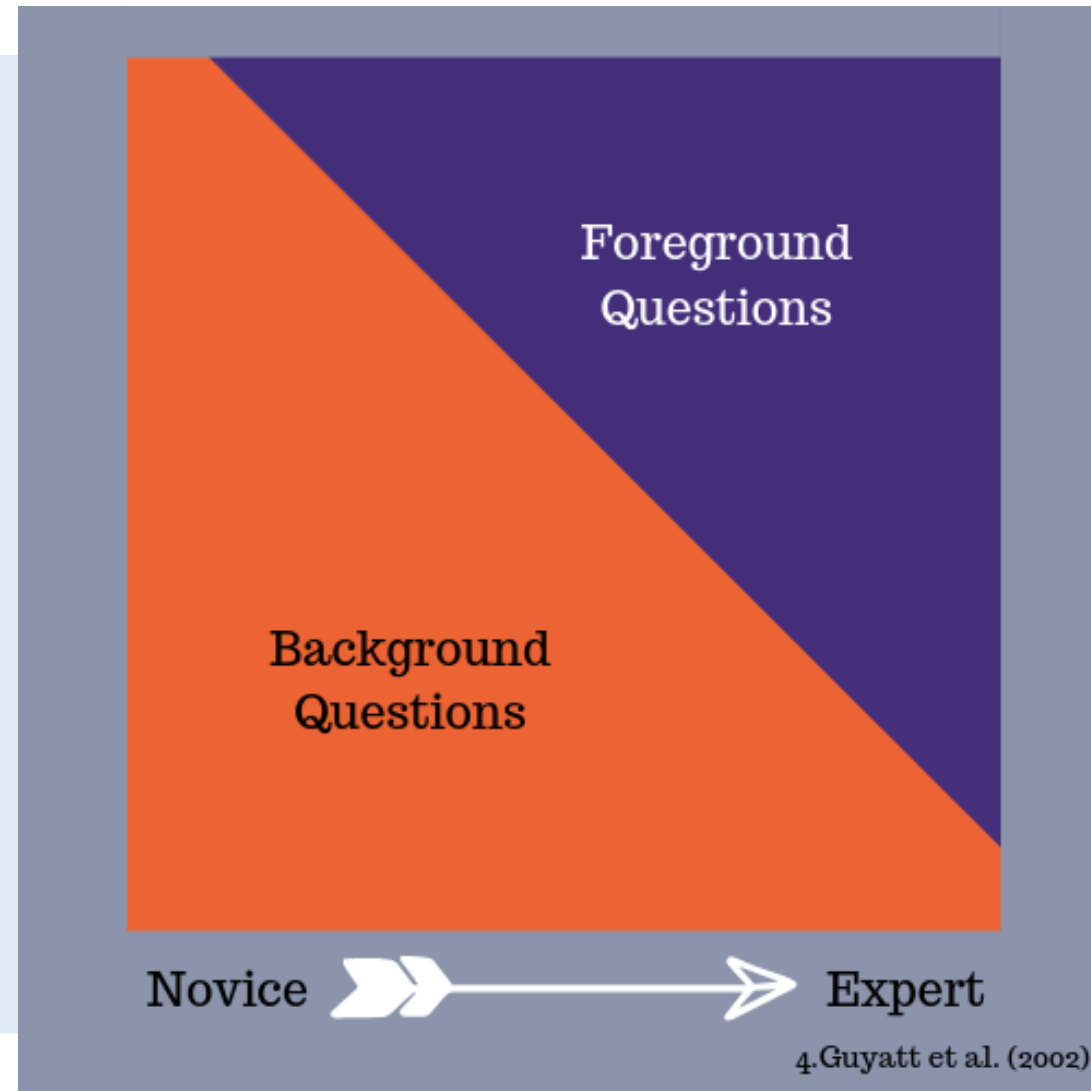 Foreground
Questions
Background
Questions
Novice
Expert
4.Guyatt et al. (2002)